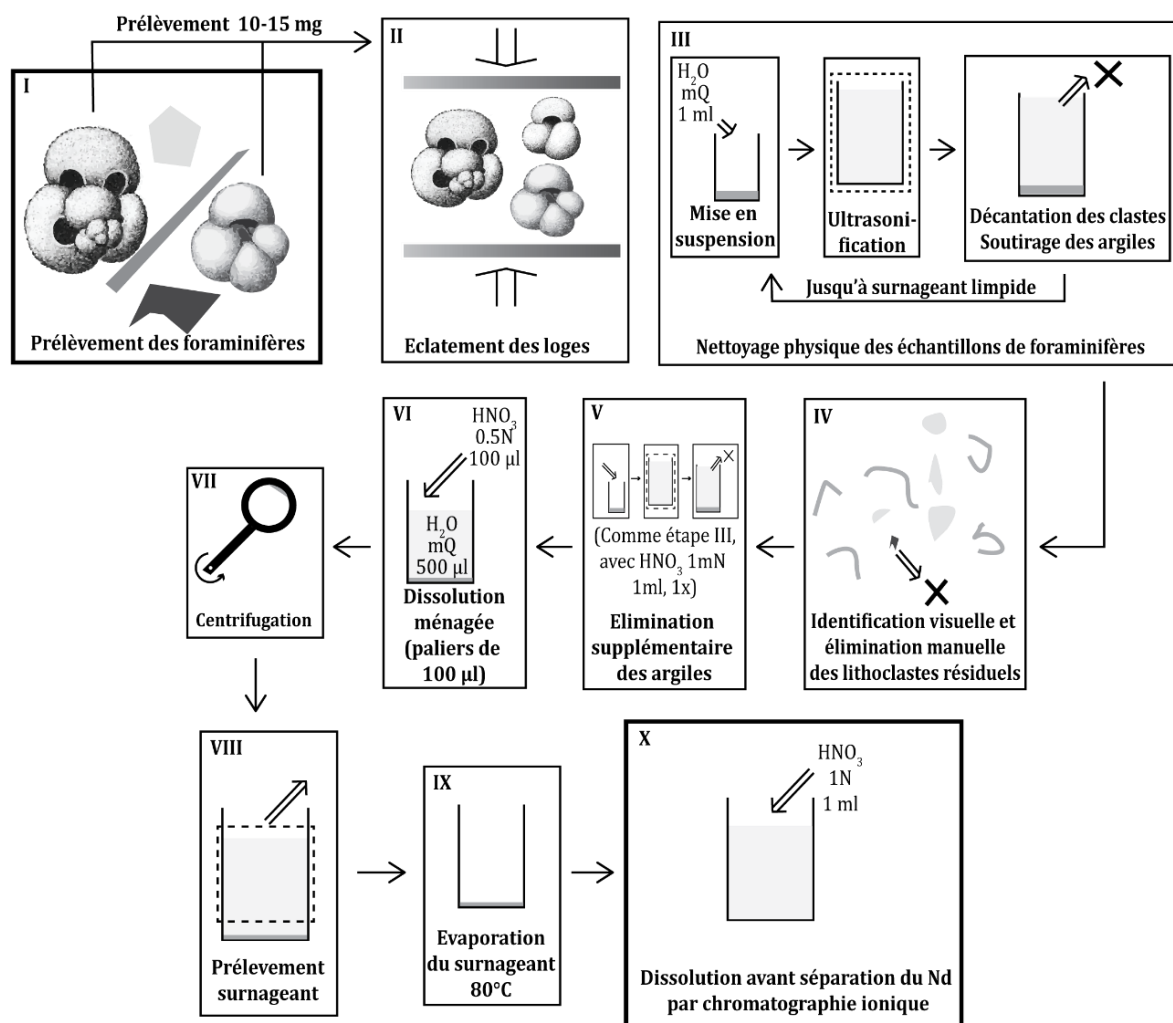 Prélèvement 10-15 mg
I
Prélèvement des foraminifères
II
Eclatement des loges
III
H₂O
mQ
1 ml
Mise en
suspension
Ultrasoni-
fication
Décantation des clastes
Soutirage des argiles
Jusqu'à surnageant limpide
Nettoyage physique des échantillons de foraminifères
IV
Identification visuelle et
élimination manuelle
des lithoclastes résiduels
V
(Comme étape III,
avec HNO₃ 1mN
1ml, 1x)
Elimination
supplémentaire
des argiles
VI
HNO₃
0.5N
100 µl
H₂O
mQ
500 µl
Dissolution
ménagée
(paliers de
100 µl)
VII
Centrifugation
VIII
Prélevement
surnageant
IX
Evaporation
du surnageant
80°C
X
HNO₃
1N
1 ml
Dissolution avant séparation du Nd
par chromatographie ionique